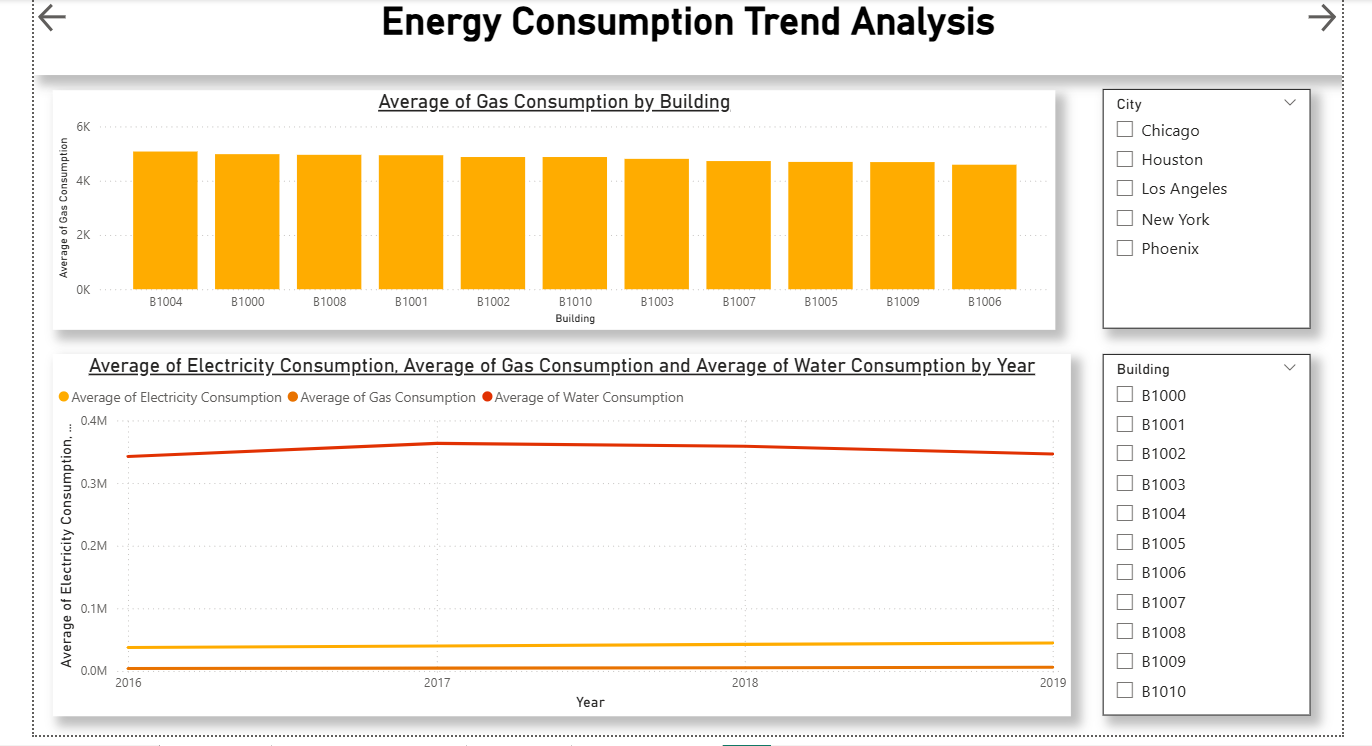 Energy Consumption Trend Analysis
Average of Gas Consumption by Building
Average of Gas Consumption
6K
4K
2K
0K
B1004 B1000 B1008 B1001 B1002 B1010 B1003 B1007 B1005 B1009 B1006
Building
City
Chicago
Houston
Los Angeles
New York
Phoenix
Average of Electricity Consumption, Average of Gas Consumption and Average of Water Consumption by Year
Average of Electricity Consumption Average of Gas Consumption Average of Water Consumption
Average of Electricity Consumption, ...
0.4M
0.3M
0.2M
0.1M
0.0M
2016 2017 2018 2019
Year
Building
B1000
B1001
B1002
B1003
B1004
B1005
B1006
B1007
B1008
B1009
B1010